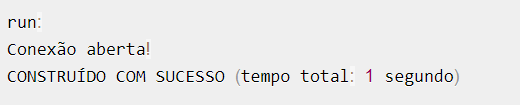 run:
Conexão aberta!
CONSTRUÍDO COM SUCESSO (tempo total: 1 segundo)